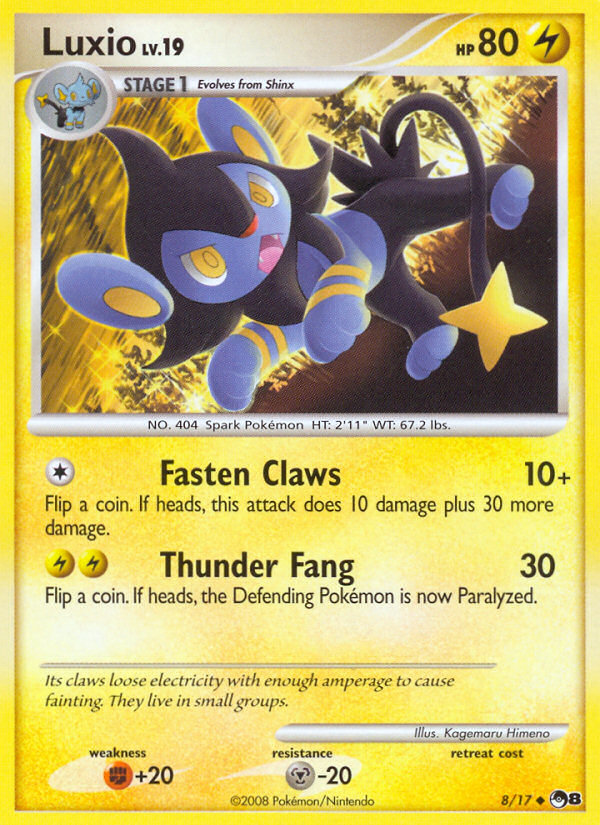 Luxio LV.19
HP 80
STAGE 1 Evolves from Shinx
NO. 404 Spark Pokémon HT: 2'11" WT: 67.2 lbs.
Fasten Claws 10+
Flip a coin. If heads, this attack does 10 damage plus 30 more
damage.
Thunder Fang 30
Flip a coin. If heads, the Defending Pokémon is now Paralyzed.
Its claws loose electricity with enough amperage to cause
fainting. They live in small groups.
Illus. Kagemaru Himeno
weakness resistance retreat cost
+20 -20
©2008 Pokémon/Nintendo 8/17 ◆ 8